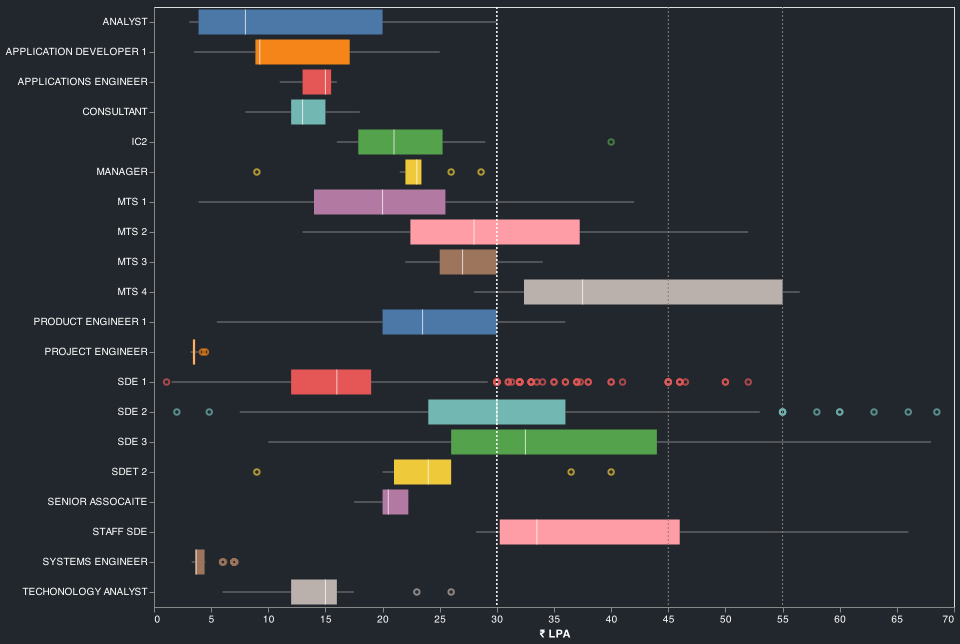 ANALYST
APPLICATION DEVELOPER 1
APPLICATIONS ENGINEER
CONSULTANT
IC2
MANAGER
MTS 1
MTS 2
MTS 3
MTS 4
PRODUCT ENGINEER 1
PROJECT ENGINEER
SDE 1
SDE 2
SDE 3
SDET 2
SENIOR ASSOCAITE
STAFF SDE
SYSTEMS ENGINEER
TECHONOLOGY ANALYST
0 5 10 15 20 25 30 35 40 45 50 55 60 65 70
₹ LPA